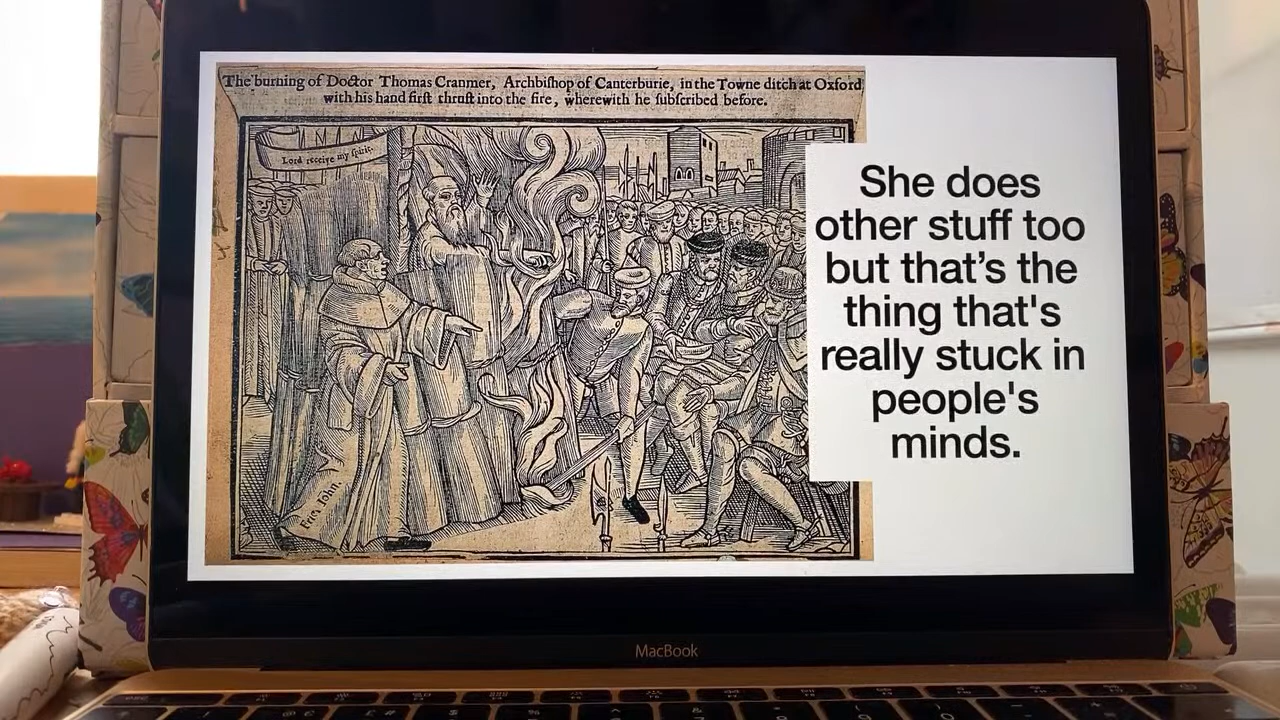 The burning of Doctor Thomas Cranmer, Archbiſhop of Canterburie, in the Towne ditch at Oxford,
with his hand firſt thruſt into the fire, wherewith he ſubſcribed before.
Lord receive my ſpirit.
Frier Iohn.
She does
other stuff too
but that’s the
thing that's
really stuck in
people's
minds.
MacBook